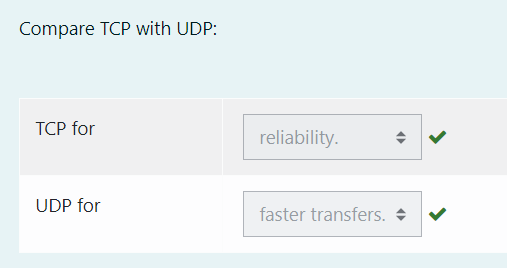 Compare TCP with UDP:
TCP for
reliability.
UDP for
faster transfers.